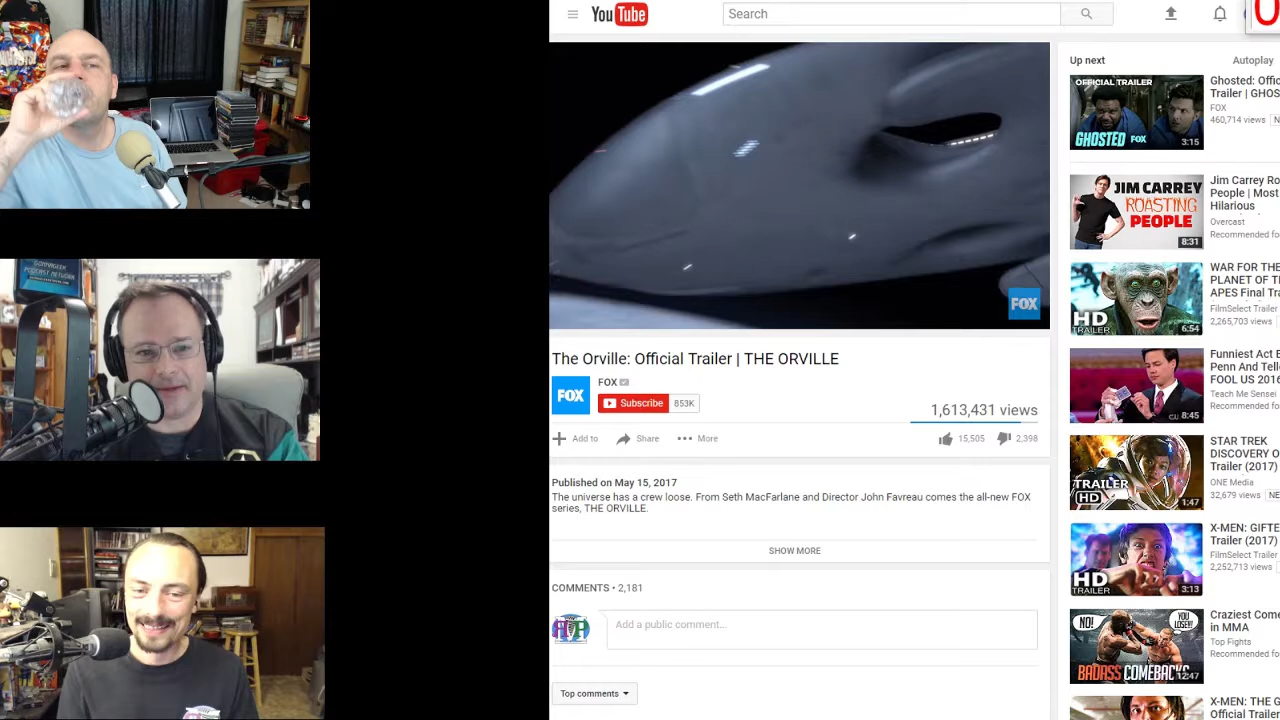 YouTube
Search
FOX
The Orville: Official Trailer | THE ORVILLE
FOX
FOX
Subscribe 853K
1,613,431 views
Add to Share More
15,505 2,398
Published on May 15, 2017
The universe has a crew loose. From Seth MacFarlane and Director John Favreau comes the all-new FOX
series, THE ORVILLE.
SHOW MORE
COMMENTS • 2,181
Add a public comment...
Top comments
Up next
Autoplay
OFFICIAL TRAILER
GHOSTED FOX
3:15
Ghosted: Offic
Trailer | GHOS
FOX
460,714 views
JIM CARREY
ROASTING
PEOPLE
8:31
Jim Carrey Ro
People | Most
Hilarious
Overcast
Recommended fo
HD
TRAILER
6:54
WAR FOR THE
PLANET OF TH
APES Final Tra
FilmSelect Trailer
2,265,703 views
8:45
Funniest Act E
Penn And Telle
FOOL US 2016
Teach Me Sensei
Recommended fo
TRAILER
HD
1:47
STAR TREK
DISCOVERY O
Trailer (2017)
ONE Media
32,679 views NE
HD
TRAILER
3:13
X-MEN: GIFTE
Trailer (2017)
FilmSelect Trailer
2,252,713 views
NO!
YOU
LOSE!!
BADASS COMEBACKS
12:47
Craziest Come
in MMA
Top Fights
Recommended fo
X-MEN: THE G
Official Trailer